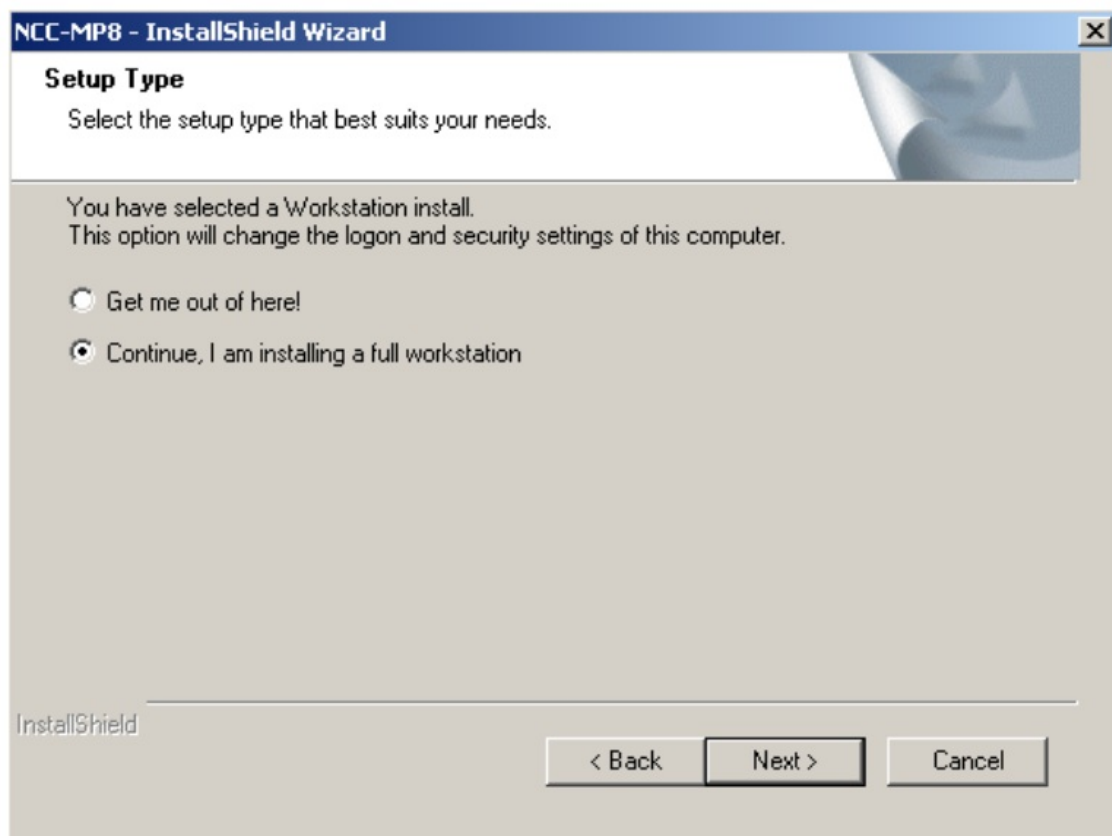 NCC-MP8 - InstallShield Wizard
Setup Type
Select the setup type that best suits your needs.
You have selected a Workstation install.
This option will change the logon and security settings of this computer.
Get me out of here!
Continue, I am installing a full workstation
InstallShield
< Back Next > Cancel